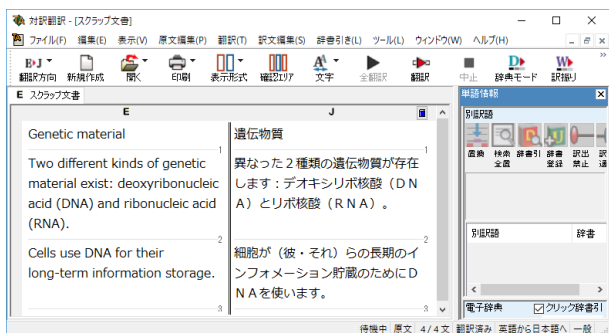 対訳翻訳 - [スクラップ文書]
ファイル(F) 編集(E) 表示(V) 原文編集(P) 翻訳(T) 訳文編集(S) 辞書引き(L) ツール(L) ウィンドウ(W) ヘルプ(H)
E›J
翻訳方向 新規作成 開く 印刷 表示形式 確認エリア 文字 全翻訳 翻訳 中止 辞典モード 訳振り
E スクラップ文書
E J
Genetic material
1
Two different kinds of genetic
material exist: deoxyribonucleic
acid (DNA) and ribonucleic acid
(RNA).
2
Cells use DNA for their
long-term information storage.
3
遺伝物質
1
異なった２種類の遺伝物質が存在
します：デオキシリボ核酸（ＤＮ
Ａ）とリボ核酸（ＲＮＡ）。
2
細胞が（彼・それ）らの長期のイ
ンフォメーション貯蔵のためにＤ
ＮＡを使います。
3
単語情報
別訳語
置換 検索 辞書引 辞書 訳出 訳
全置 登録 禁止
別訳語 辞書
電子辞典 クリック辞書引
待機中 原文 4/4文 翻訳済み 英語から日本語へ 一般